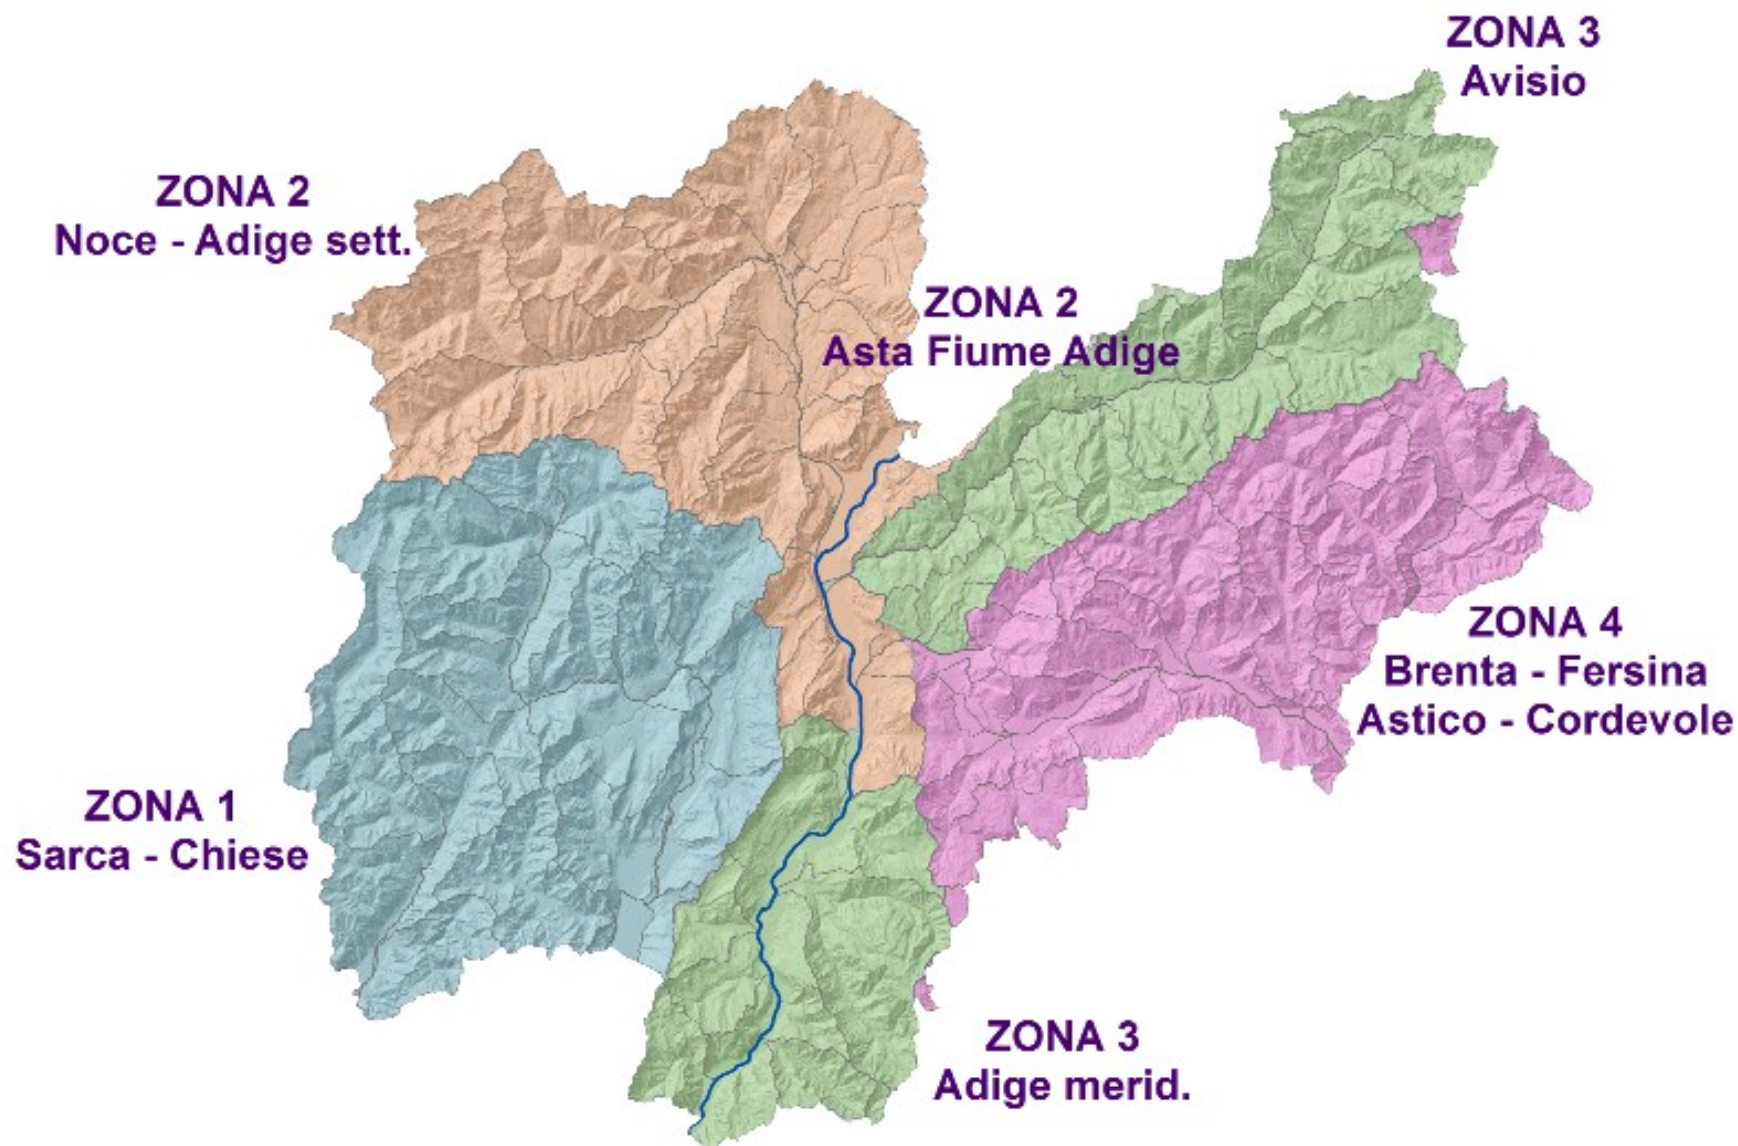 ZONA 3
Avisio
ZONA 2
Noce - Adige sett.
ZONA 2
Asta Fiume Adige
ZONA 4
Brenta - Fersina
Astico - Cordevole
ZONA 1
Sarca - Chiese
ZONA 3
Adige merid.